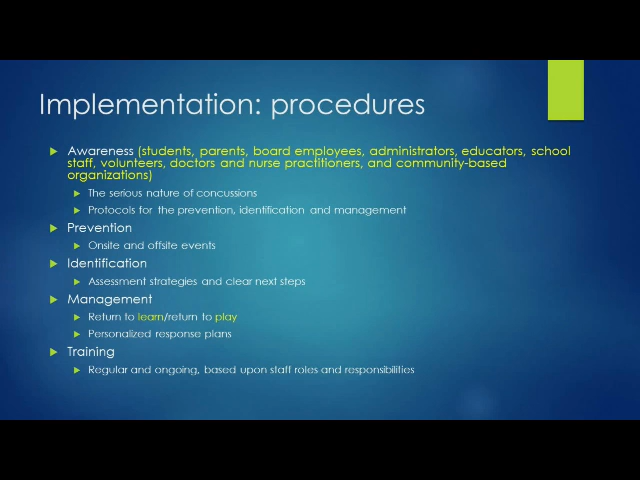 Implementation: procedures
Awareness (students, parents, board employees, administrators, educators, school
staff, volunteers, doctors and nurse practitioners, and community-based
organizations)
The serious nature of concussions
Protocols for the prevention, identification and management
Prevention
Onsite and offsite events
Identification
Assessment strategies and clear next steps
Management
Return to learn/return to play
Personalized response plans
Training
Regular and ongoing, based upon staff roles and responsibilities